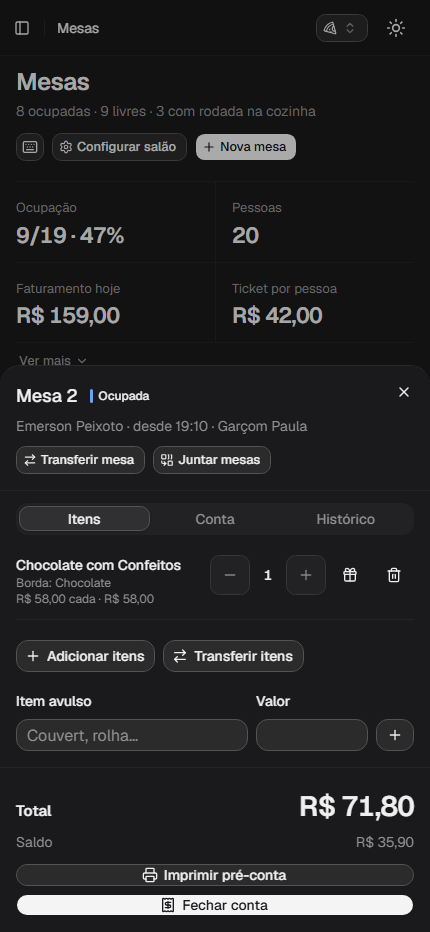 Mesas
Mesas
8 ocupadas · 9 livres · 3 com rodada na cozinha
Configurar salão
Nova mesa
Ocupação
Pessoas
9/19 · 47%
20
Faturamento hoje
Ticket por pessoa
R$ 159,00
R$ 42,00
Ver mais
Mesa 2
Ocupada
Emerson Peixoto · desde 19:10 · Garçom Paula
Transferir mesa
Juntar mesas
Itens
Conta
Histórico
Chocolate com Confeitos
Borda: Chocolate
R$ 58,00 cada · R$ 58,00
1
Adicionar itens
Transferir itens
Item avulso
Valor
Couvert, rolha...
Total
R$ 71,80
Saldo
R$ 35,90
Imprimir pré-conta
Fechar conta